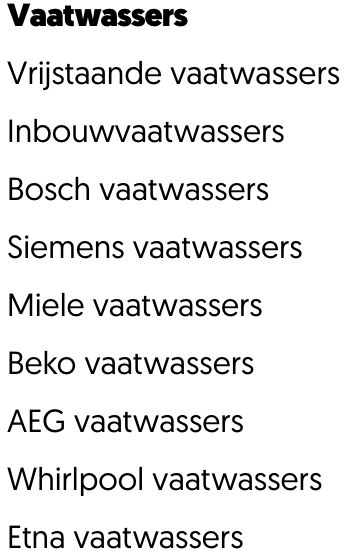 Vaatwassers
Vrijstaande vaatwassers
Inbouwvaatwassers
Bosch vaatwassers
Siemens vaatwassers
Miele vaatwassers
Beko vaatwassers
AEG vaatwassers
Whirlpool vaatwassers
Etna vaatwassers